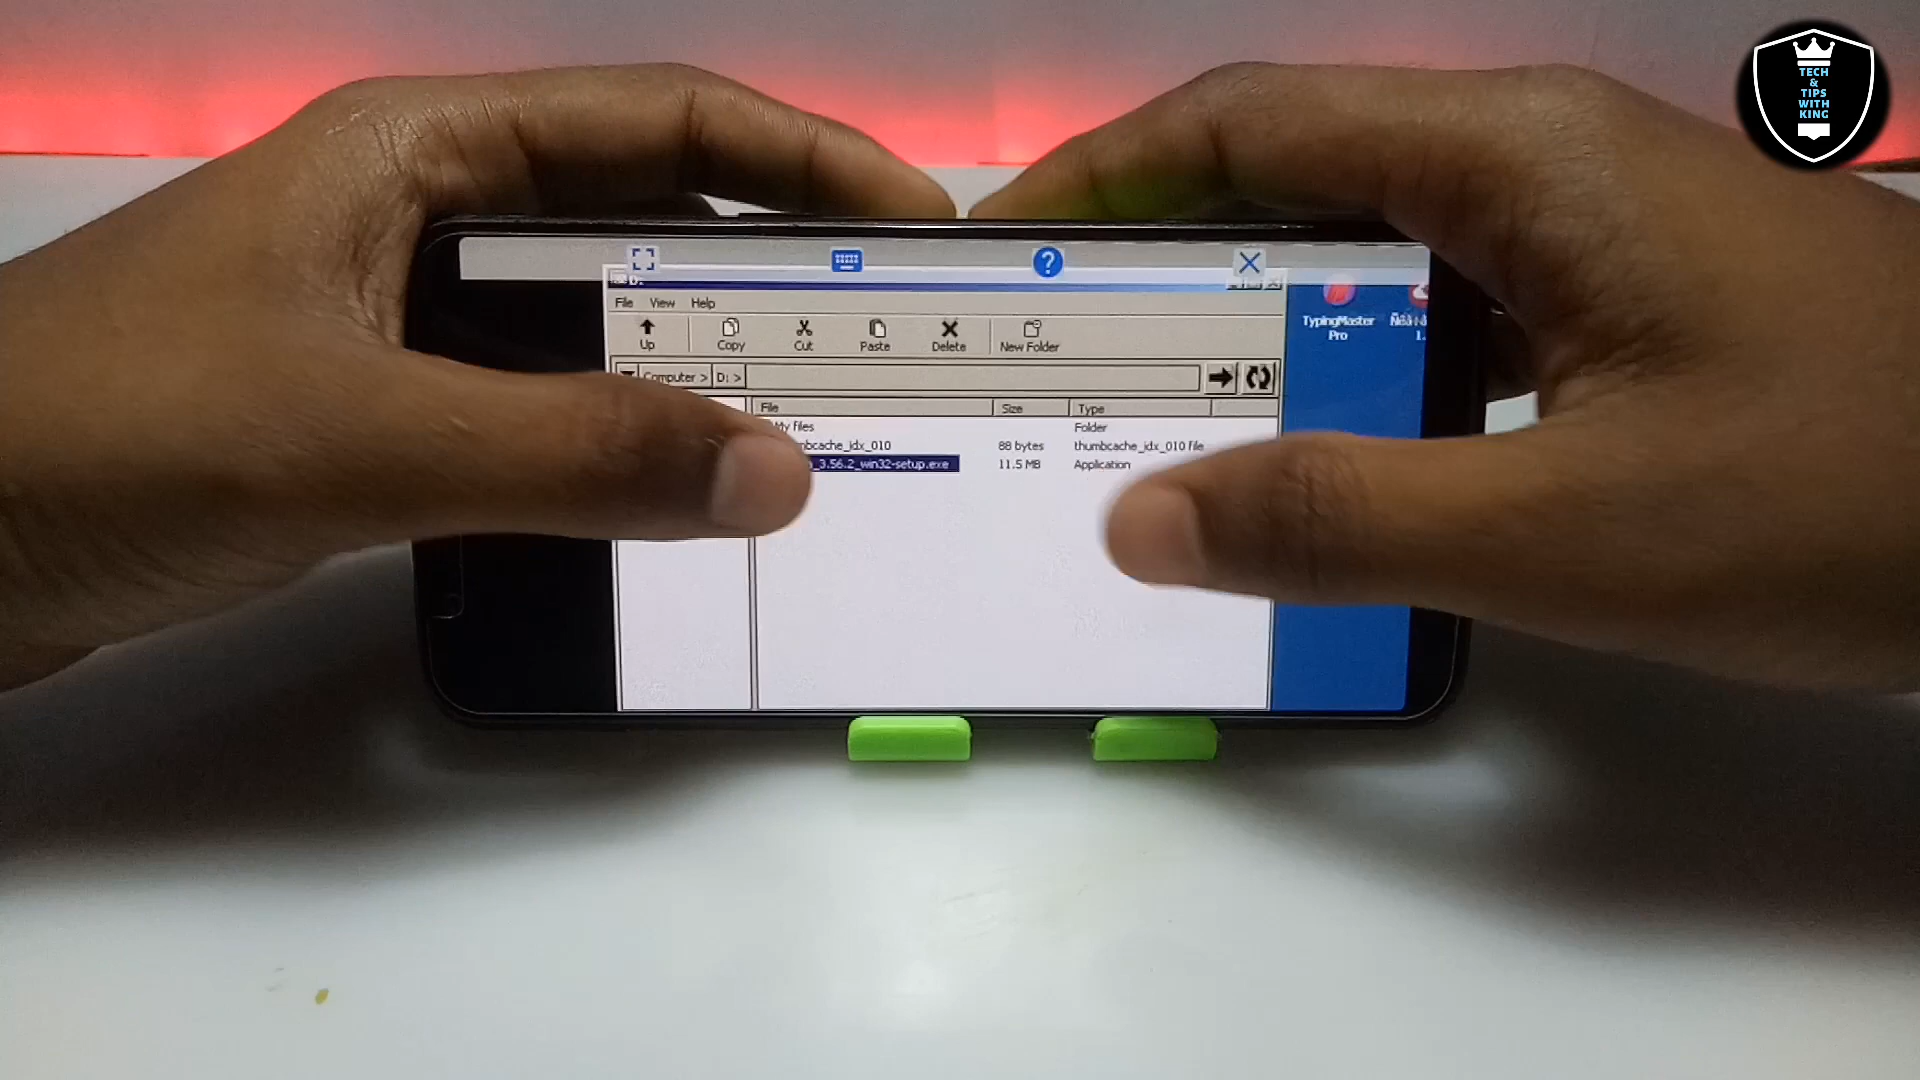 TECH
&
TIPS
WITH
KING
?
D:
File View Help
Up Copy Cut Paste Delete New Folder
Computer > D: >
File Size Type
My files Folder
88 bytes thumbcache_idx_010 file
_3.56.2_win32-setup.exe 11.5 MB Application
TypingMaster
Pro